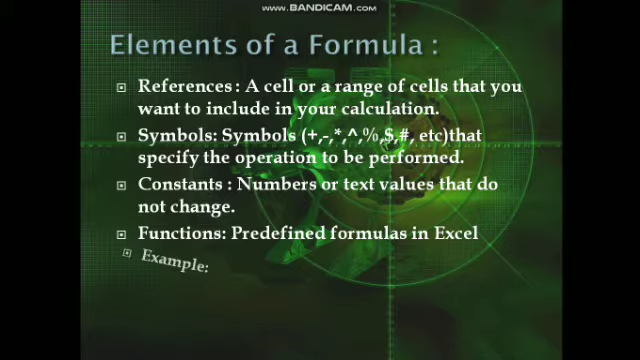 www.BANDICAM.com
Elements of a Formula :
References : A cell or a range of cells that you
want to include in your calculation.
Symbols: Symbols (+,-,*,^,%,$,#, etc)that
specify the operation to be performed.
Constants : Numbers or text values that do
not change.
Functions: Predefined formulas in Excel
Example: